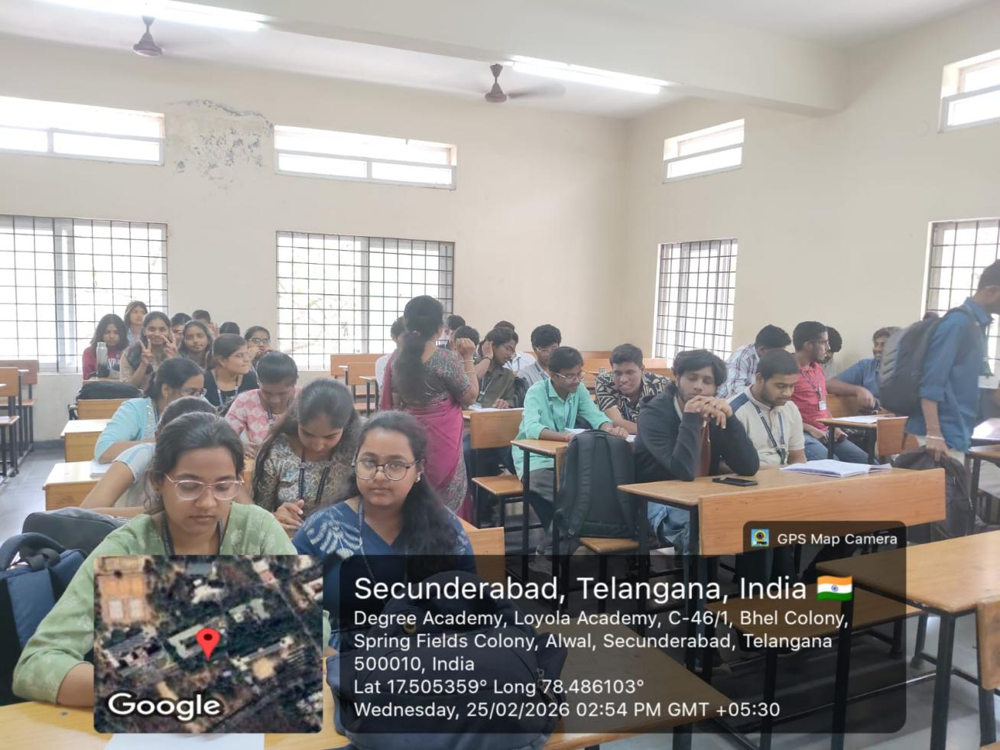 GPS Map Camera
Secunderabad, Telangana, India 🇮🇳
Degree Academy, Loyola Academy, C-46/1, Bhel Colony,
Spring Fields Colony, Alwal, Secunderabad, Telangana
500010, India
Lat 17.505359° Long 78.486103°
Wednesday, 25/02/2026 02:54 PM GMT +05:30
Google